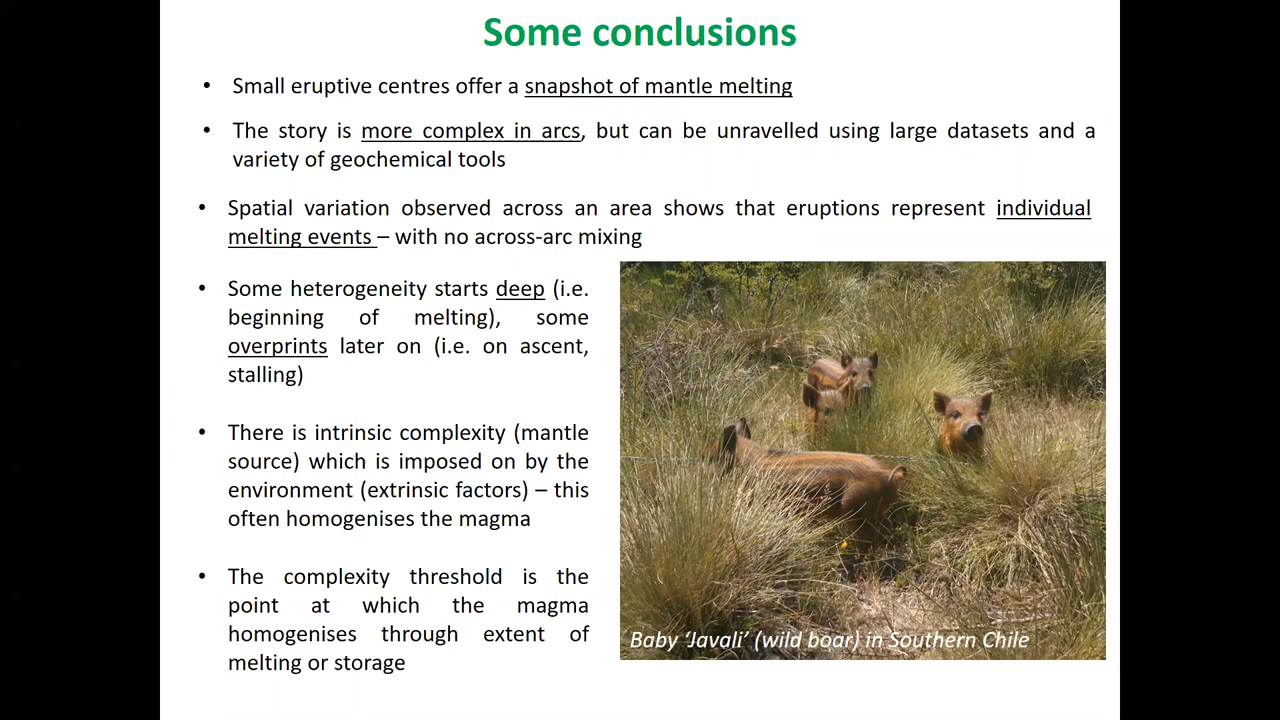 Some conclusions
• Small eruptive centres offer a snapshot of mantle melting
• The story is more complex in arcs, but can be unravelled using large datasets and a
variety of geochemical tools
• Spatial variation observed across an area shows that eruptions represent individual
melting events – with no across-arc mixing
• Some heterogeneity starts deep (i.e.
beginning of melting), some
overprints later on (i.e. on ascent,
stalling)
• There is intrinsic complexity (mantle
source) which is imposed on by the
environment (extrinsic factors) – this
often homogenises the magma
• The complexity threshold is the
point at which the magma
homogenises through extent of
melting or storage
Baby ‘Javali’ (wild boar) in Southern Chile